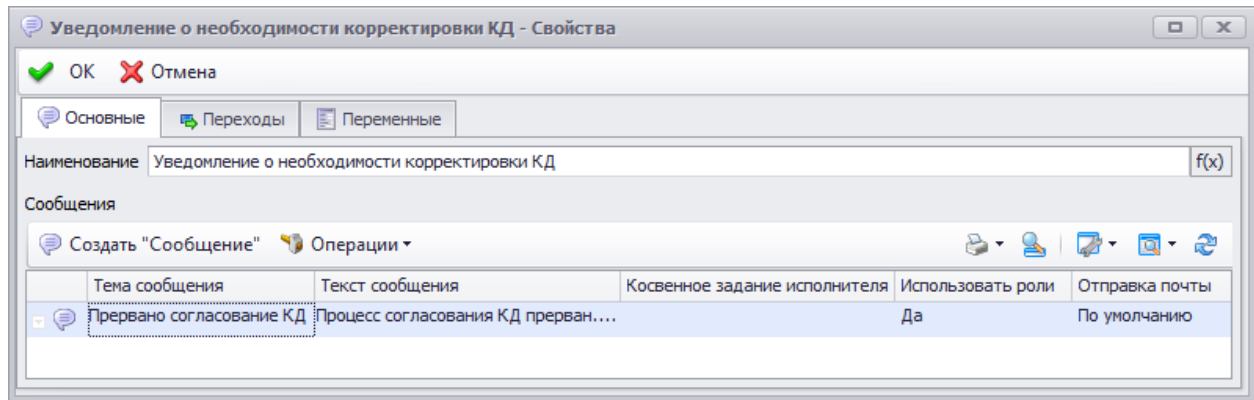 Уведомление о необходимости корректировки КД - Свойства
ОК Отмена
Основные Переходы Переменные
Наименование Уведомление о необходимости корректировки КД f(x)
Сообщения
Создать "Сообщение" Операции
Тема сообщения Текст сообщения Косвенное задание исполнителя Использовать роли Отправка почты
Прервано согласование КД Процесс согласования КД прерван.... Да По умолчанию